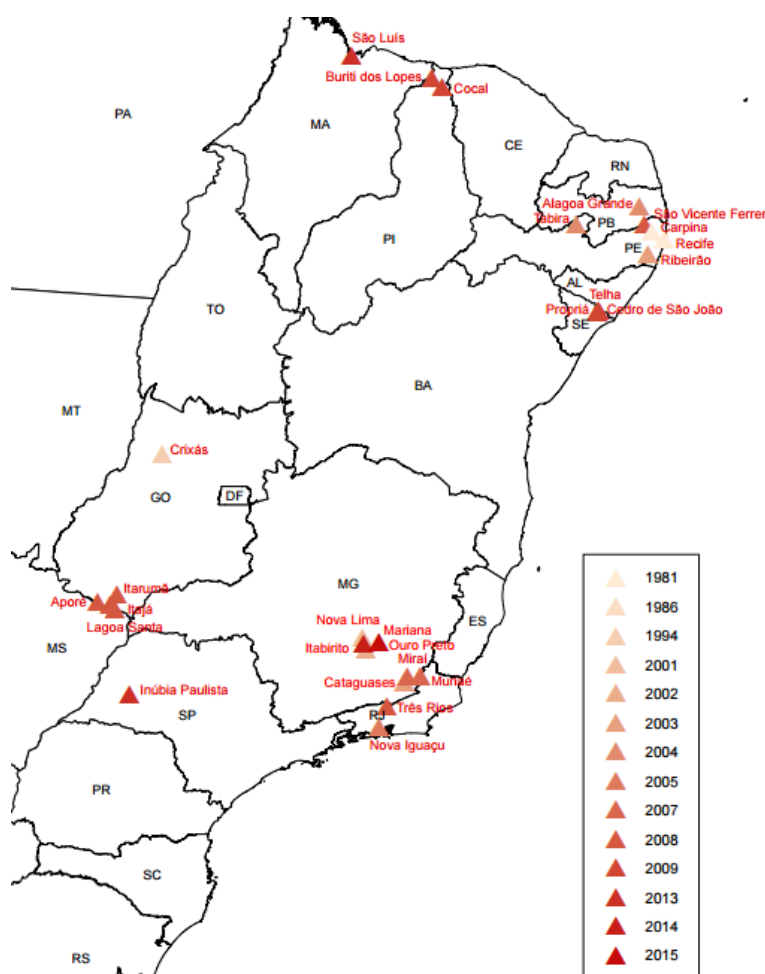 São Luís
Buriti dos Lopes
Cocal
PA
MA
CE
RN
Alagoa Grande
São Vicente Ferrer
Tabira
PB
Carpina
PI
PE
Recife
Ribeirão
AL
TO
Telha
Propriá
Cedro de São João
SE
BA
MT
Crixás
GO
DF
MG
1981
Itarumã
Aporé
Itajá
1986
Lagoa Santa
Nova Lima
ES
1994
Mariana
MS
Itabirito
Ouro Preto
2001
Miraí
Cataguases
Muriaé
2002
Inúbia Paulista
SP
RJ
Três Rios
2003
Nova Iguaçu
2004
2005
PR
2007
2008
SC
2009
2013
2014
RS
2015